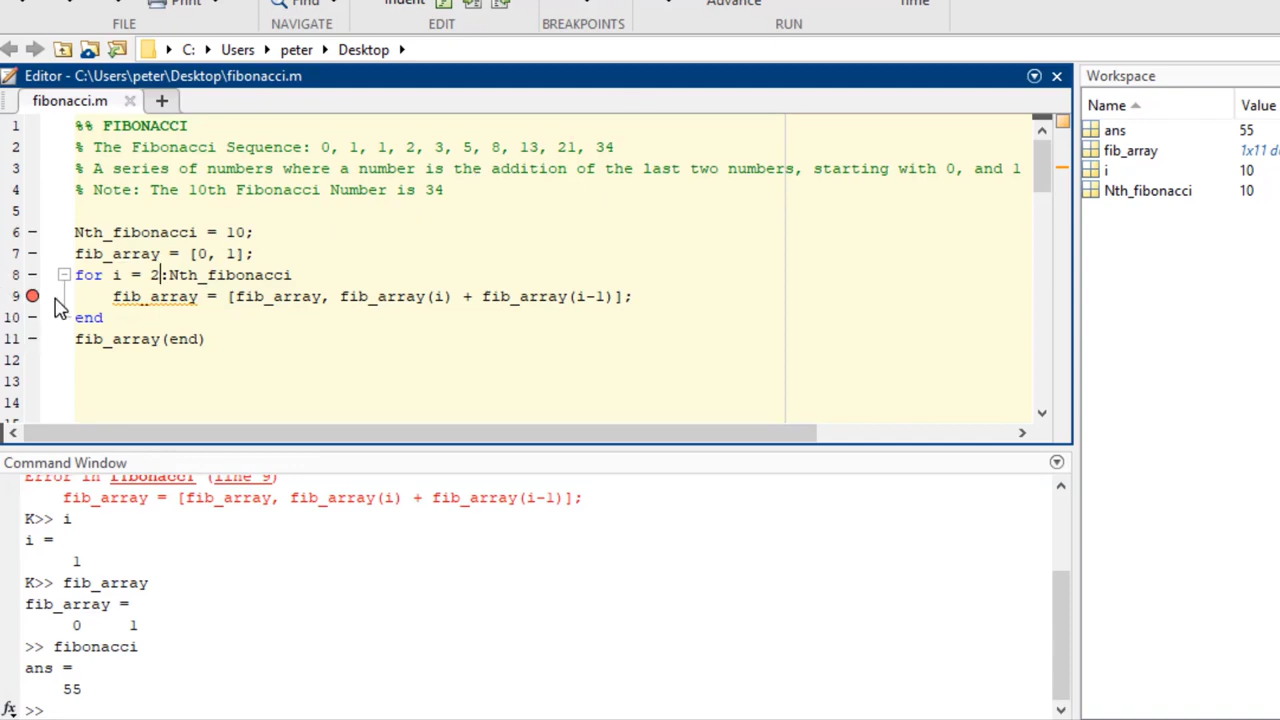 Print Find Indent Advance Time
FILE NAVIGATE EDIT BREAKPOINTS RUN
C: Users peter Desktop
Editor - C:\Users\peter\Desktop\fibonacci.m
fibonacci.m
1 %% FIBONACCI
2 % The Fibonacci Sequence: 0, 1, 1, 2, 3, 5, 8, 13, 21, 34
3 % A series of numbers where a number is the addition of the last two numbers, starting with 0, and 1
4 % Note: The 10th Fibonacci Number is 34
5
6 Nth_fibonacci = 10;
7 fib_array = [0, 1];
8 for i = 2:Nth_fibonacci
9 fib_array = [fib_array, fib_array(i) + fib_array(i-1)];
10 end
11 fib_array(end)
12
13
14
Command Window
Error in fibonacci (line 9)
fib_array = [fib_array, fib_array(i) + fib_array(i-1)];
K>> i
i =
1
K>> fib_array
fib_array =
0 1
>> fibonacci
ans =
55
fx >>
Workspace
Name Value
ans 55
fib_array 1x11 d
i 10
Nth_fibonacci 10